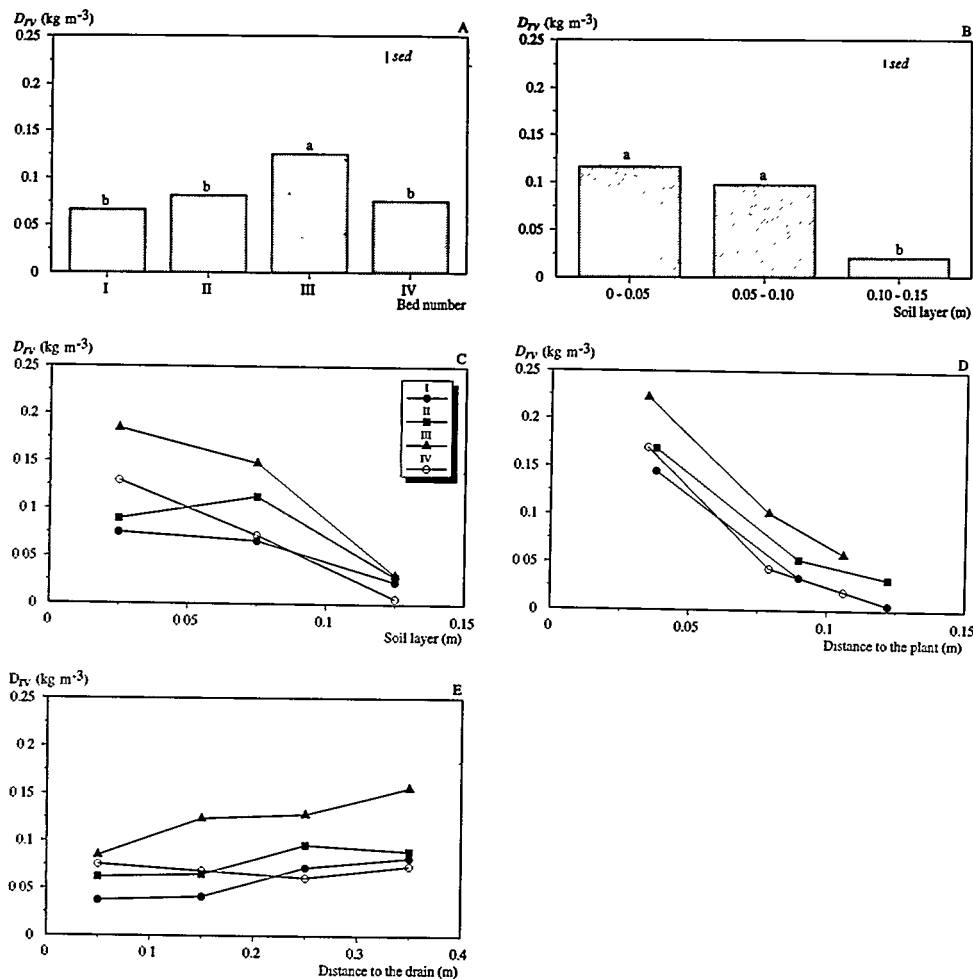 D_rv (kg m-3)
A
0.25
sed
0.2
0.15
0.1
0 05
0
b
b
a
b
I
II
III
IV
Bed number
D_rv (kg m-3)
B
0.25
sed
0.2
0.15
0.1
0.05
0
a
a
b
0 - 0.05
0.05 - 0.10
0.10 - 0.15
Soil layer (m)
D_rv (kg m-3)
C
0.25
0.2
0.15
0.1
0 05
0
I
II
III
IV
0
0 05
0.1
0.15
Soil layer (m)
D_rv (kg m-3)
D
0.25
0.2
0.15
0.1
0 05
0
0
0.05
0.1
0.15
Distance to the plant (m)
D_rv (kg m-3)
E
0.25
0 2
0 15
0 1
0 05
0
0
0 1
0.2
0.3
0.4
Distance to the drain (m)